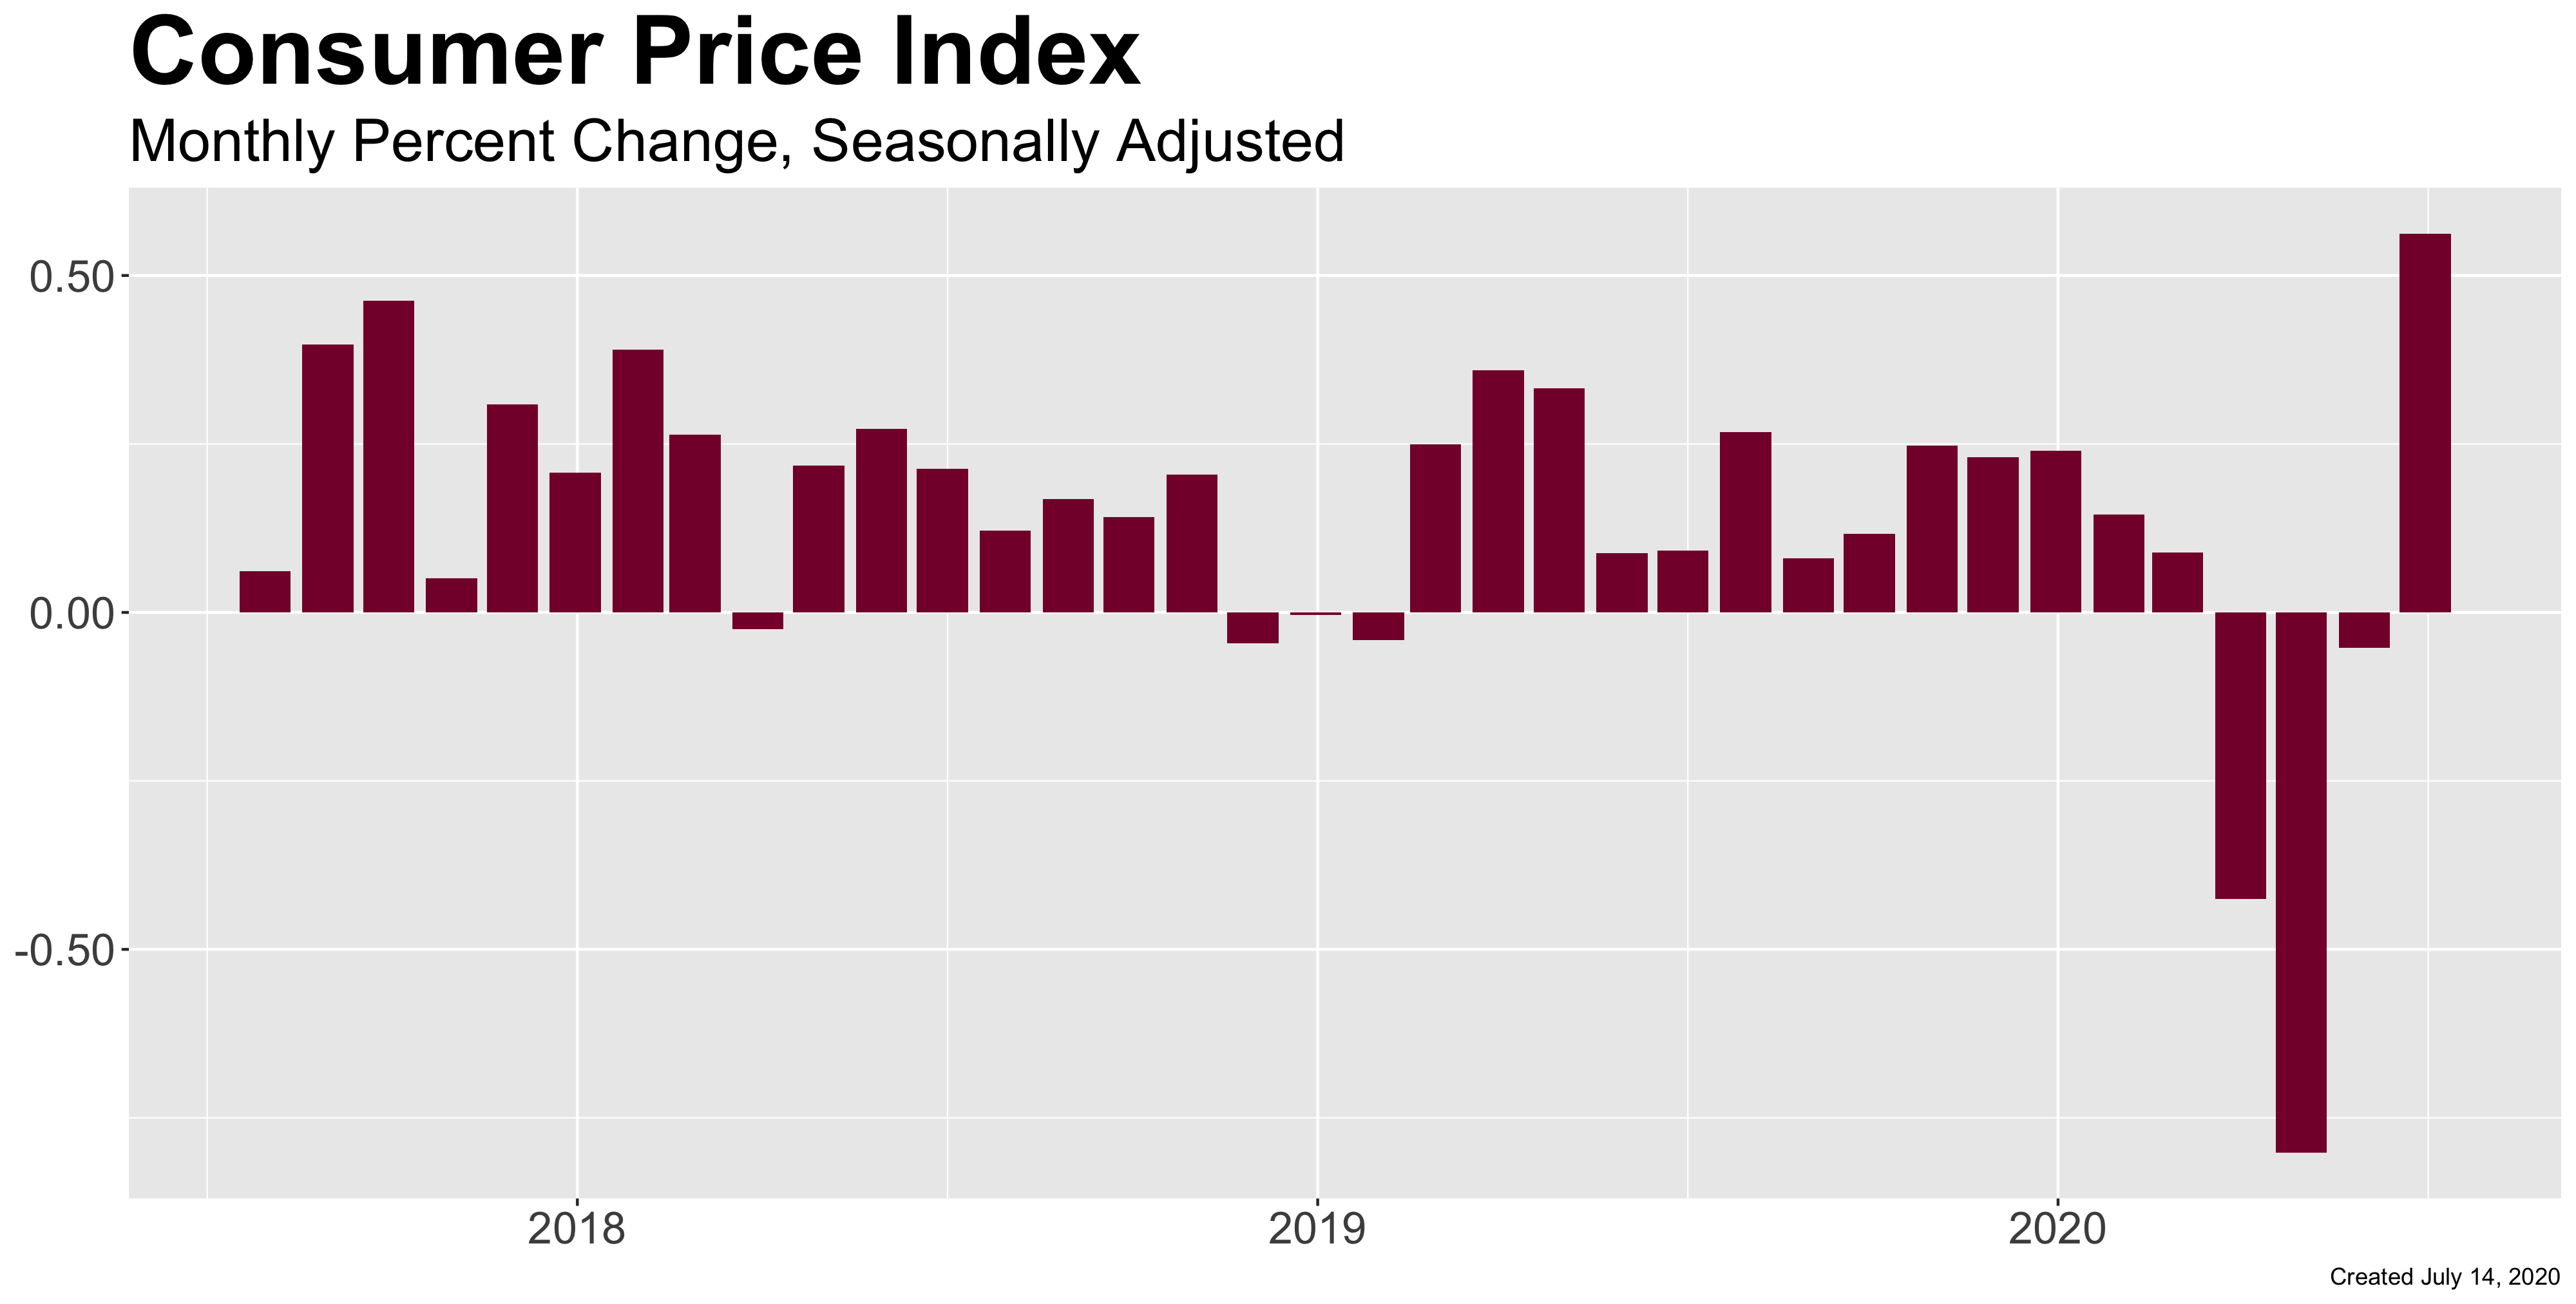 Consumer Price Index
Monthly Percent Change, Seasonally Adjusted
0.50
0.00
-0.50
2018 2019 2020
Created July 14, 2020